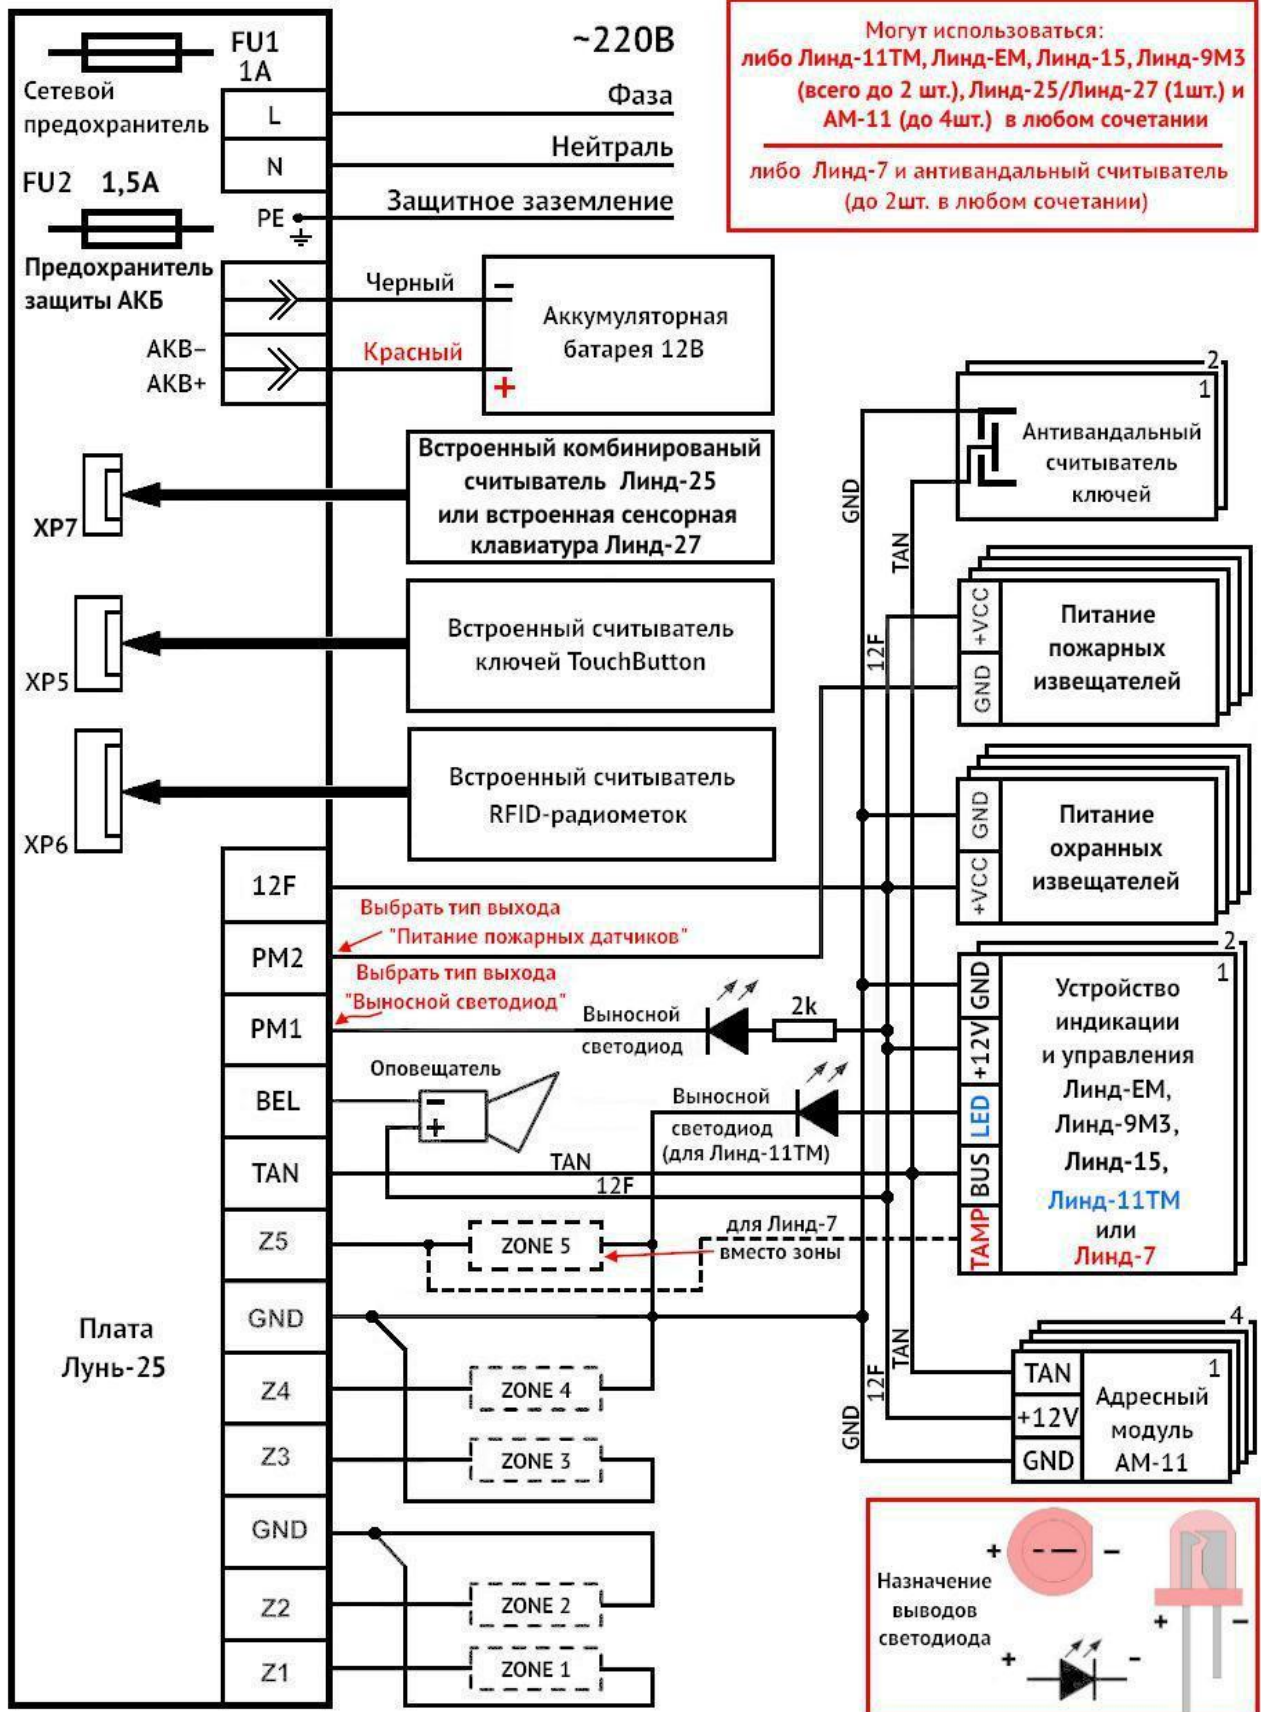 FU1
1А
Сетевой
предохранитель
L
N
FU2 1,5А
PE
Предохранитель
защиты АКБ
АКВ–
АКВ+
~220В
Фаза
Нейтраль
Защитное заземление
Могут использоваться:
либо Линд-11ТМ, Линд-ЕМ, Линд-15, Линд-9М3
(всего до 2 шт.), Линд-25/Линд-27 (1шт.) и
АМ-11 (до 4шт.) в любом сочетании
либо Линд-7 и антивандальный считыватель
(до 2шт. в любом сочетании)
Черный
–
Красный
+
Аккумуляторная
батарея 12В
XP7
Встроенный комбинированый
считыватель Линд-25
или встроенная сенсорная
клавиатура Линд-27
XP5
Встроенный считыватель
ключей TouchButton
XP6
Встроенный считыватель
RFID-радиометок
2
1
Антивандальный
считыватель
ключей
GND
TAN
12F
+VCC
GND
Питание
пожарных
извещателей
GND
+VCC
Питание
охранных
извещателей
12F
Выбрать тип выхода
"Питание пожарных датчиков"
PM2
Выбрать тип выхода
"Выносной светодиод"
PM1
Выносной
светодиод
2k
BEL
Оповещатель
–
+
Выносной
светодиод
(для Линд-11ТМ)
TAN
TAN
12F
2
1
GND
+12V
LED
BUS
TAMP
Устройство
индикации
и управления
Линд-ЕМ,
Линд-9М3,
Линд-15,
Линд-11ТМ
или
Линд-7
Z5
ZONE 5
для Линд-7
вместо зоны
GND
Плата
Лунь-25
Z4
ZONE 4
Z3
ZONE 3
GND
Z2
ZONE 2
Z1
ZONE 1
GND
12F
TAN
4
1
TAN
+12V
GND
Адресный
модуль
АМ-11
Назначение
выводов
светодиода
+ –
+ –
+ –